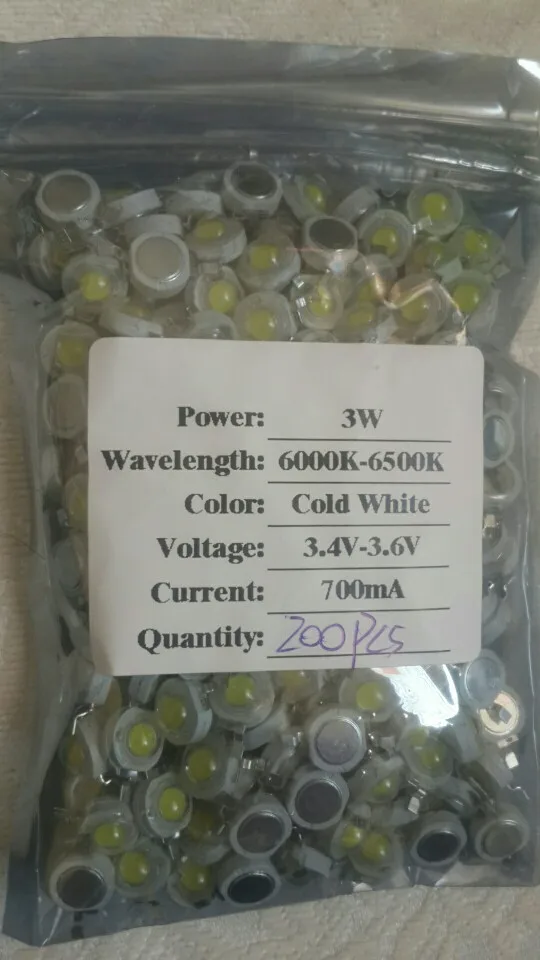 Power: 3W
Wavelength: 6000K-6500K
Color: Cold White
Voltage: 3.4V-3.6V
Current: 700mA
Quantity: 200pcs